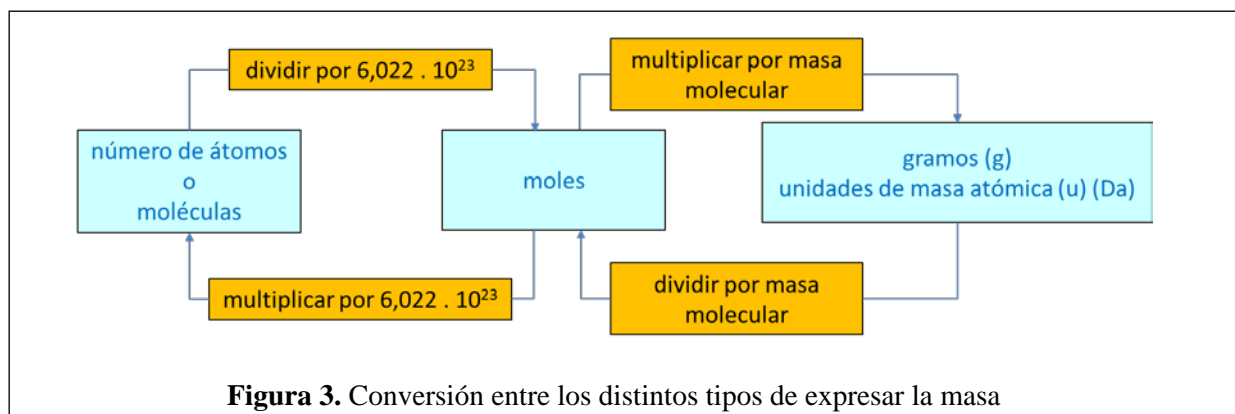 dividir por 6,022 . 10²³
multiplicar por masa
molecular
número de átomos
o
moléculas
moles
gramos (g)
unidades de masa atómica (u) (Da)
multiplicar por 6,022 . 10²³
dividir por masa
molecular
Figura 3. Conversión entre los distintos tipos de expresar la masa